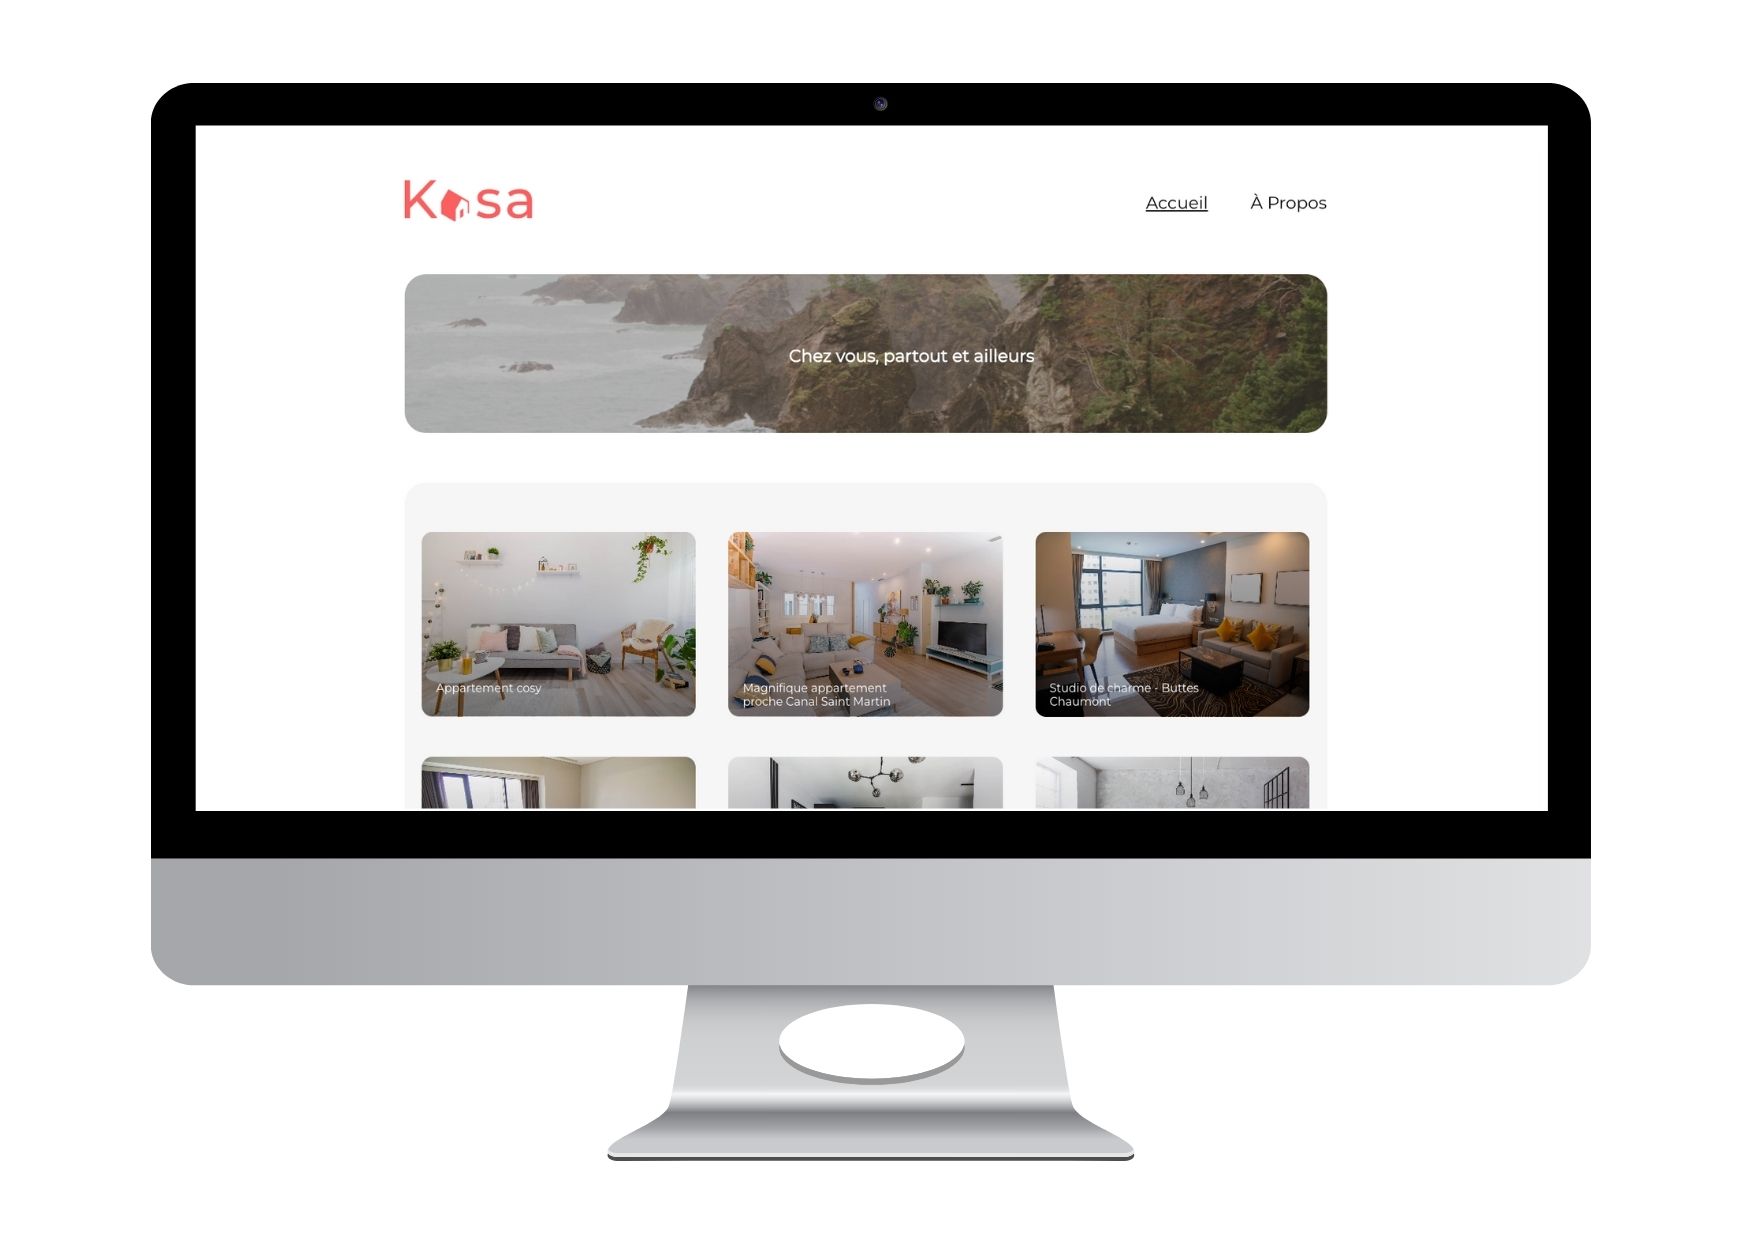 Kasa
Accueil
À Propos
Chez vous, partout et ailleurs
Appartement cosy
Magnifique appartement
proche Canal Saint Martin
Studio de charme - Buttes
Chaumont